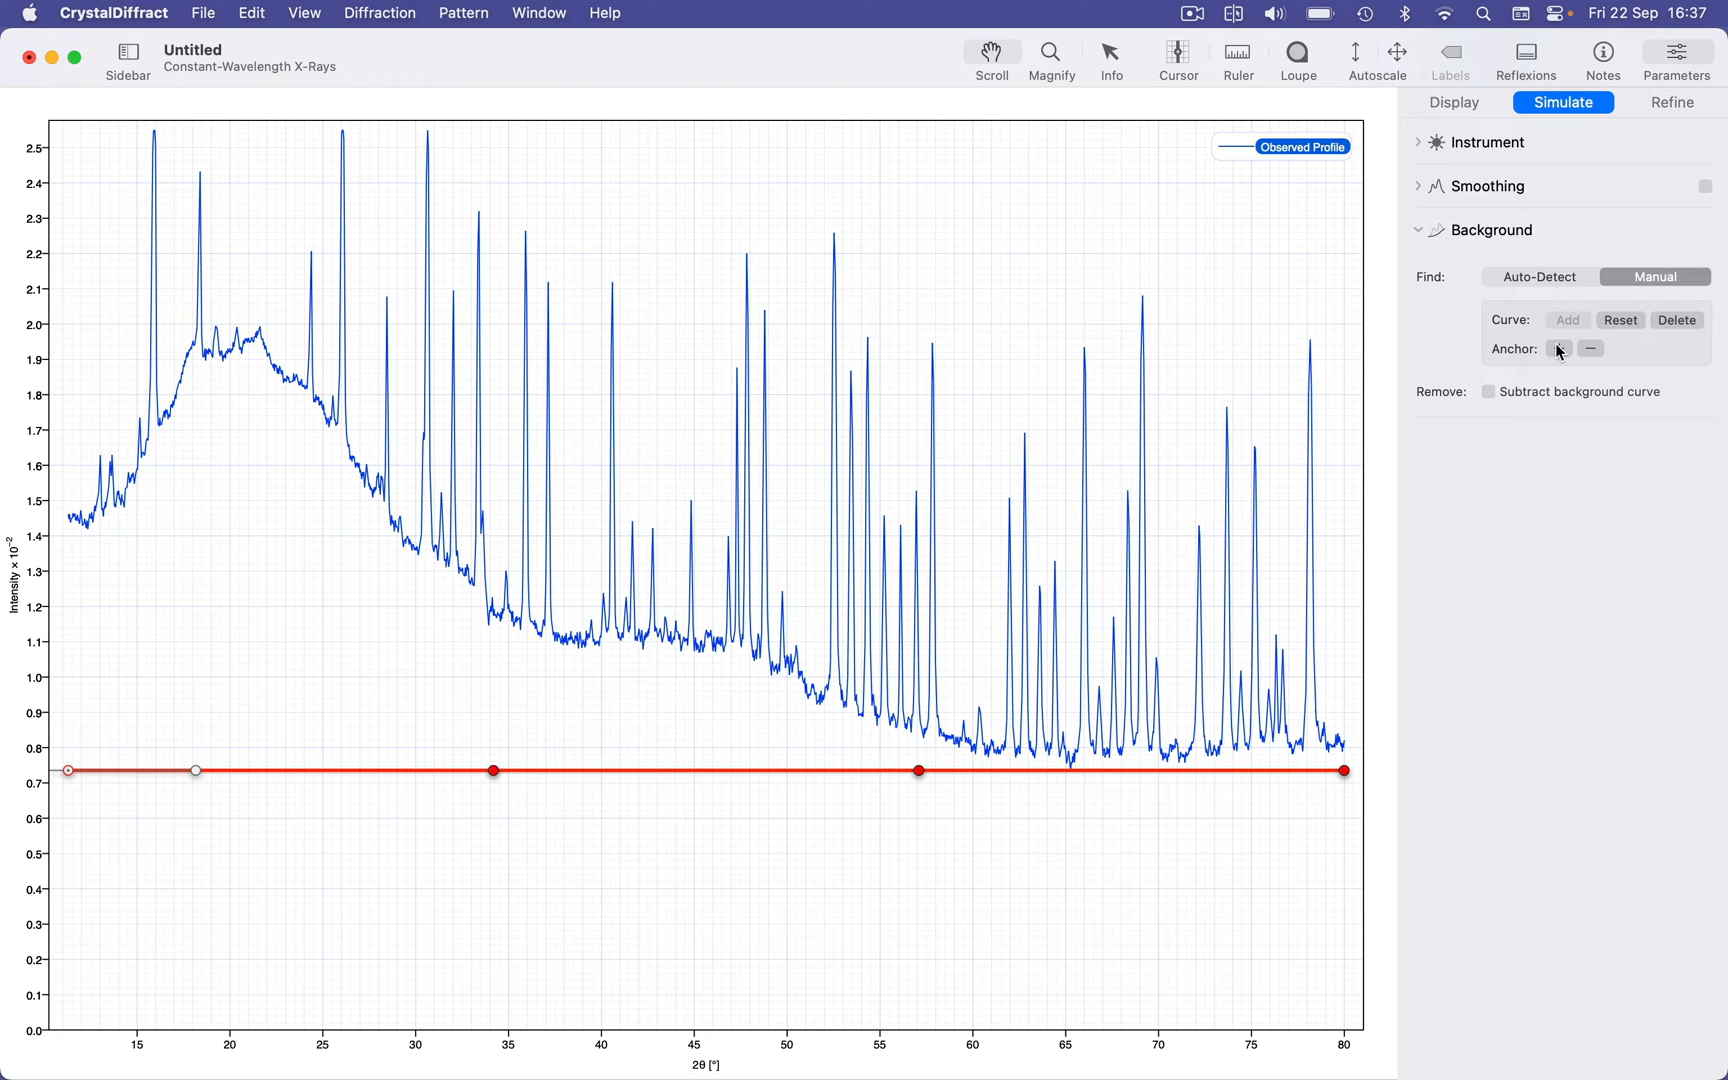 CrystalDiffract File Edit View Diffraction Pattern Window Help Fri 22 Sep 16:37
Untitled
Constant-Wavelength X-Rays
Sidebar
Scroll Magnify Info Cursor Ruler Loupe Autoscale Labels Reflexions Notes Parameters
Display Simulate Refine
Instrument
Smoothing
Background
Find: Auto-Detect Manual
Curve: Add Reset Delete
Anchor:
Remove: Subtract background curve
Observed Profile
Intensity × 10⁻²
2.5
2.4
2.3
2.2
2.1
2.0
1.9
1.8
1.7
1.6
1.5
1.4
1.3
1.2
1.1
1.0
0.9
0.8
0.7
0.6
0.5
0.4
0.3
0.2
0.1
0.0
15 20 25 30 35 40 45 50 55 60 65 70 75 80
2θ [°]